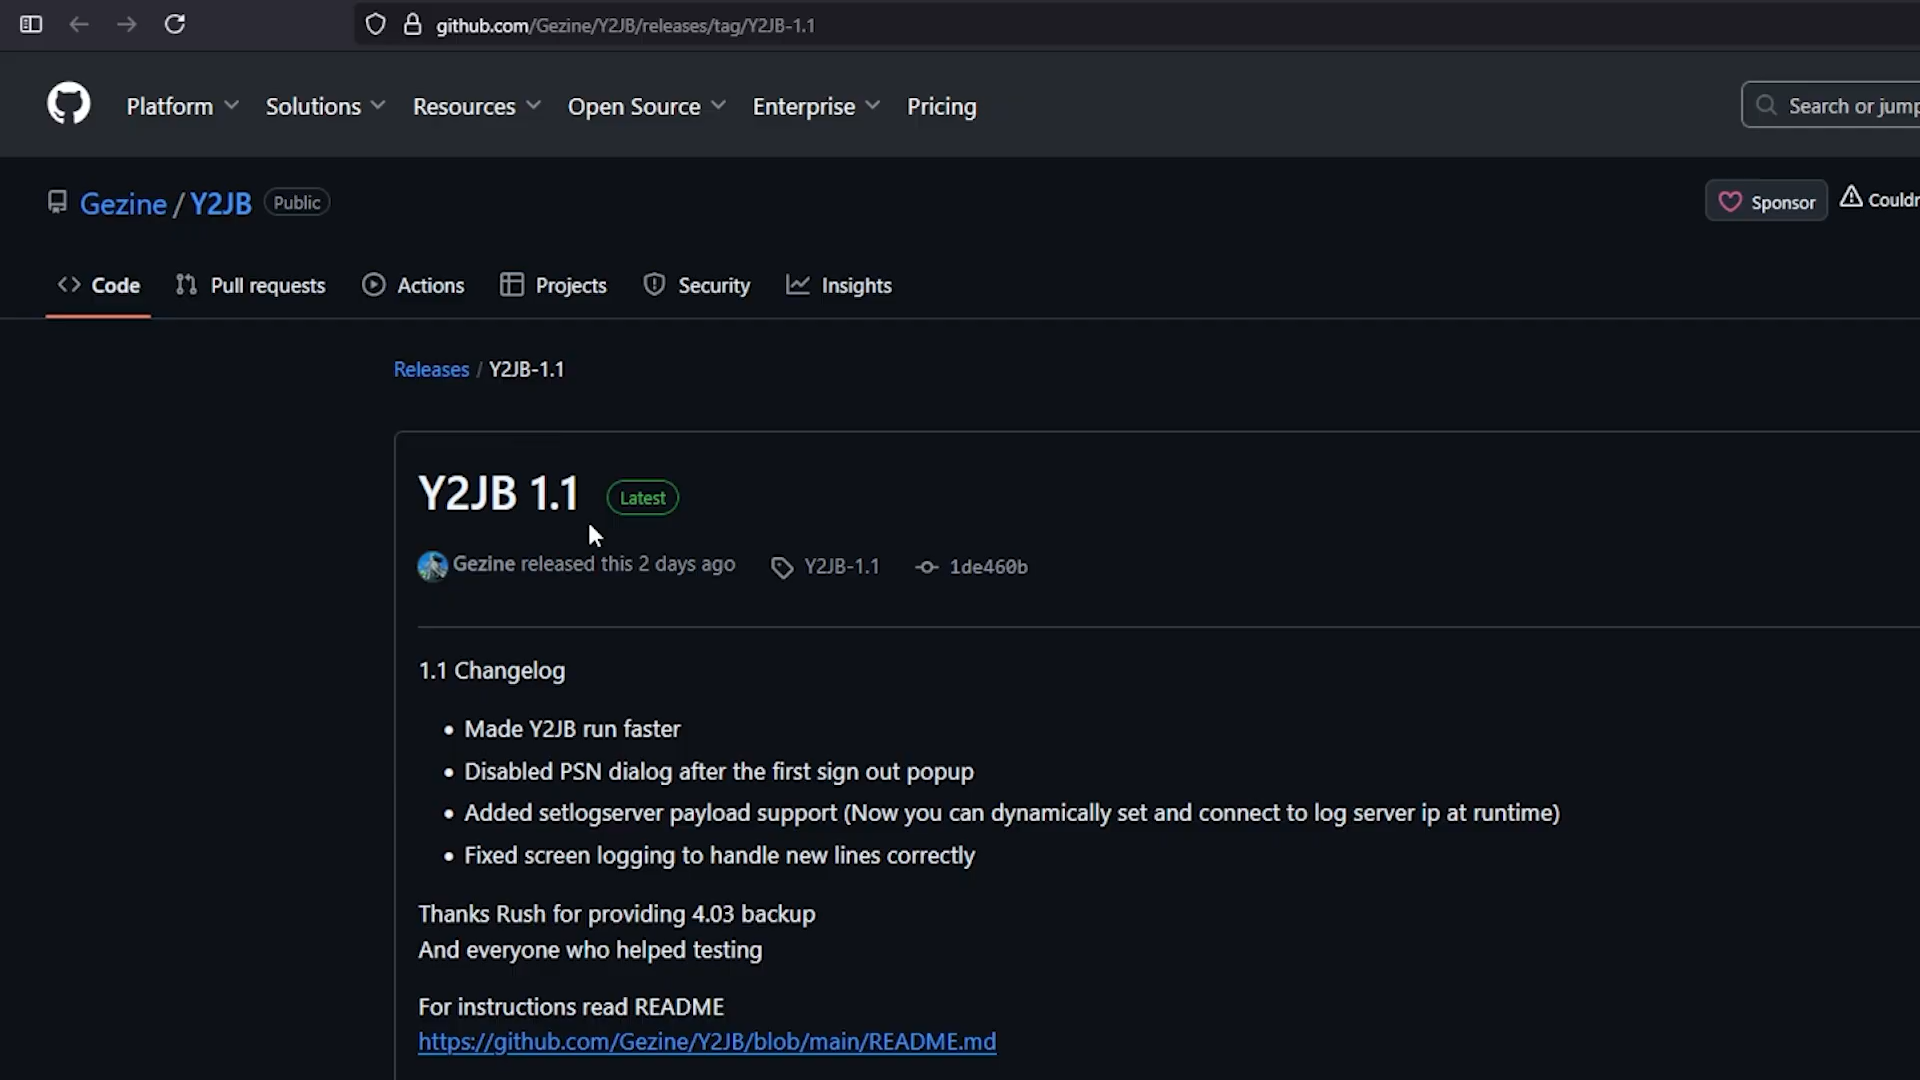 github.com/Gezine/Y2JB/releases/tag/Y2JB-1.1
Platform Solutions Resources Open Source Enterprise Pricing Search or jump
Gezine / Y2JB Public Sponsor Couldn
Code Pull requests Actions Projects Security Insights
Releases / Y2JB-1.1
Y2JB 1.1 Latest
Gezine released this 2 days ago Y2JB-1.1 1de460b
1.1 Changelog
• Made Y2JB run faster
• Disabled PSN dialog after the first sign out popup
• Added setlogserver payload support (Now you can dynamically set and connect to log server ip at runtime)
• Fixed screen logging to handle new lines correctly
Thanks Rush for providing 4.03 backup
And everyone who helped testing
For instructions read README
https://github.com/Gezine/Y2JB/blob/main/README.md